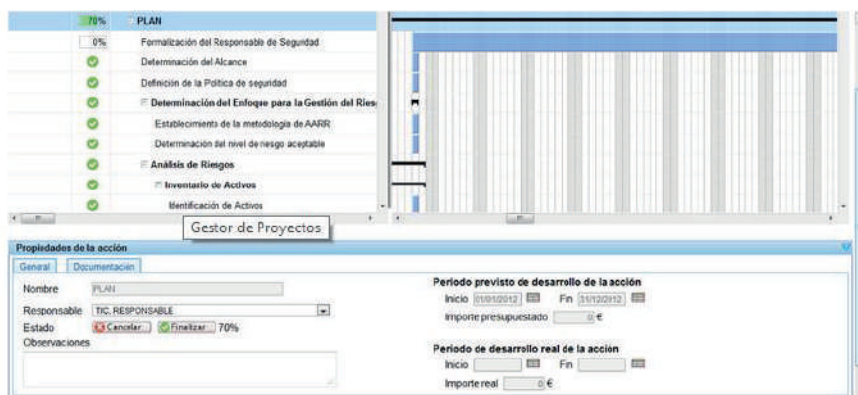 70% PLAN
0% Formalización del Responsable de Seguridad
Determinación del Alcance
Definición de la Política de seguridad
Determinación del Enfoque para la Gestión del Ries
Establecimiento de la metodología de AARR
Determinación del nivel de riesgo aceptable
Análisis de Riesgos
Inventario de Activos
Identificación de Activos
Gestor de Proyectos
Propiedades de la acción
General Documentación
Nombre PLAN
Responsable TIC. RESPONSABLE
Estado Cancelar Finalizar 70%
Observaciones
Periodo previsto de desarrollo de la acción
Inicio 01/01/2012 Fin 31/12/2012
Importe presupuestado 0 €
Periodo de desarrollo real de la acción
Inicio Fin
Importe real 0 €